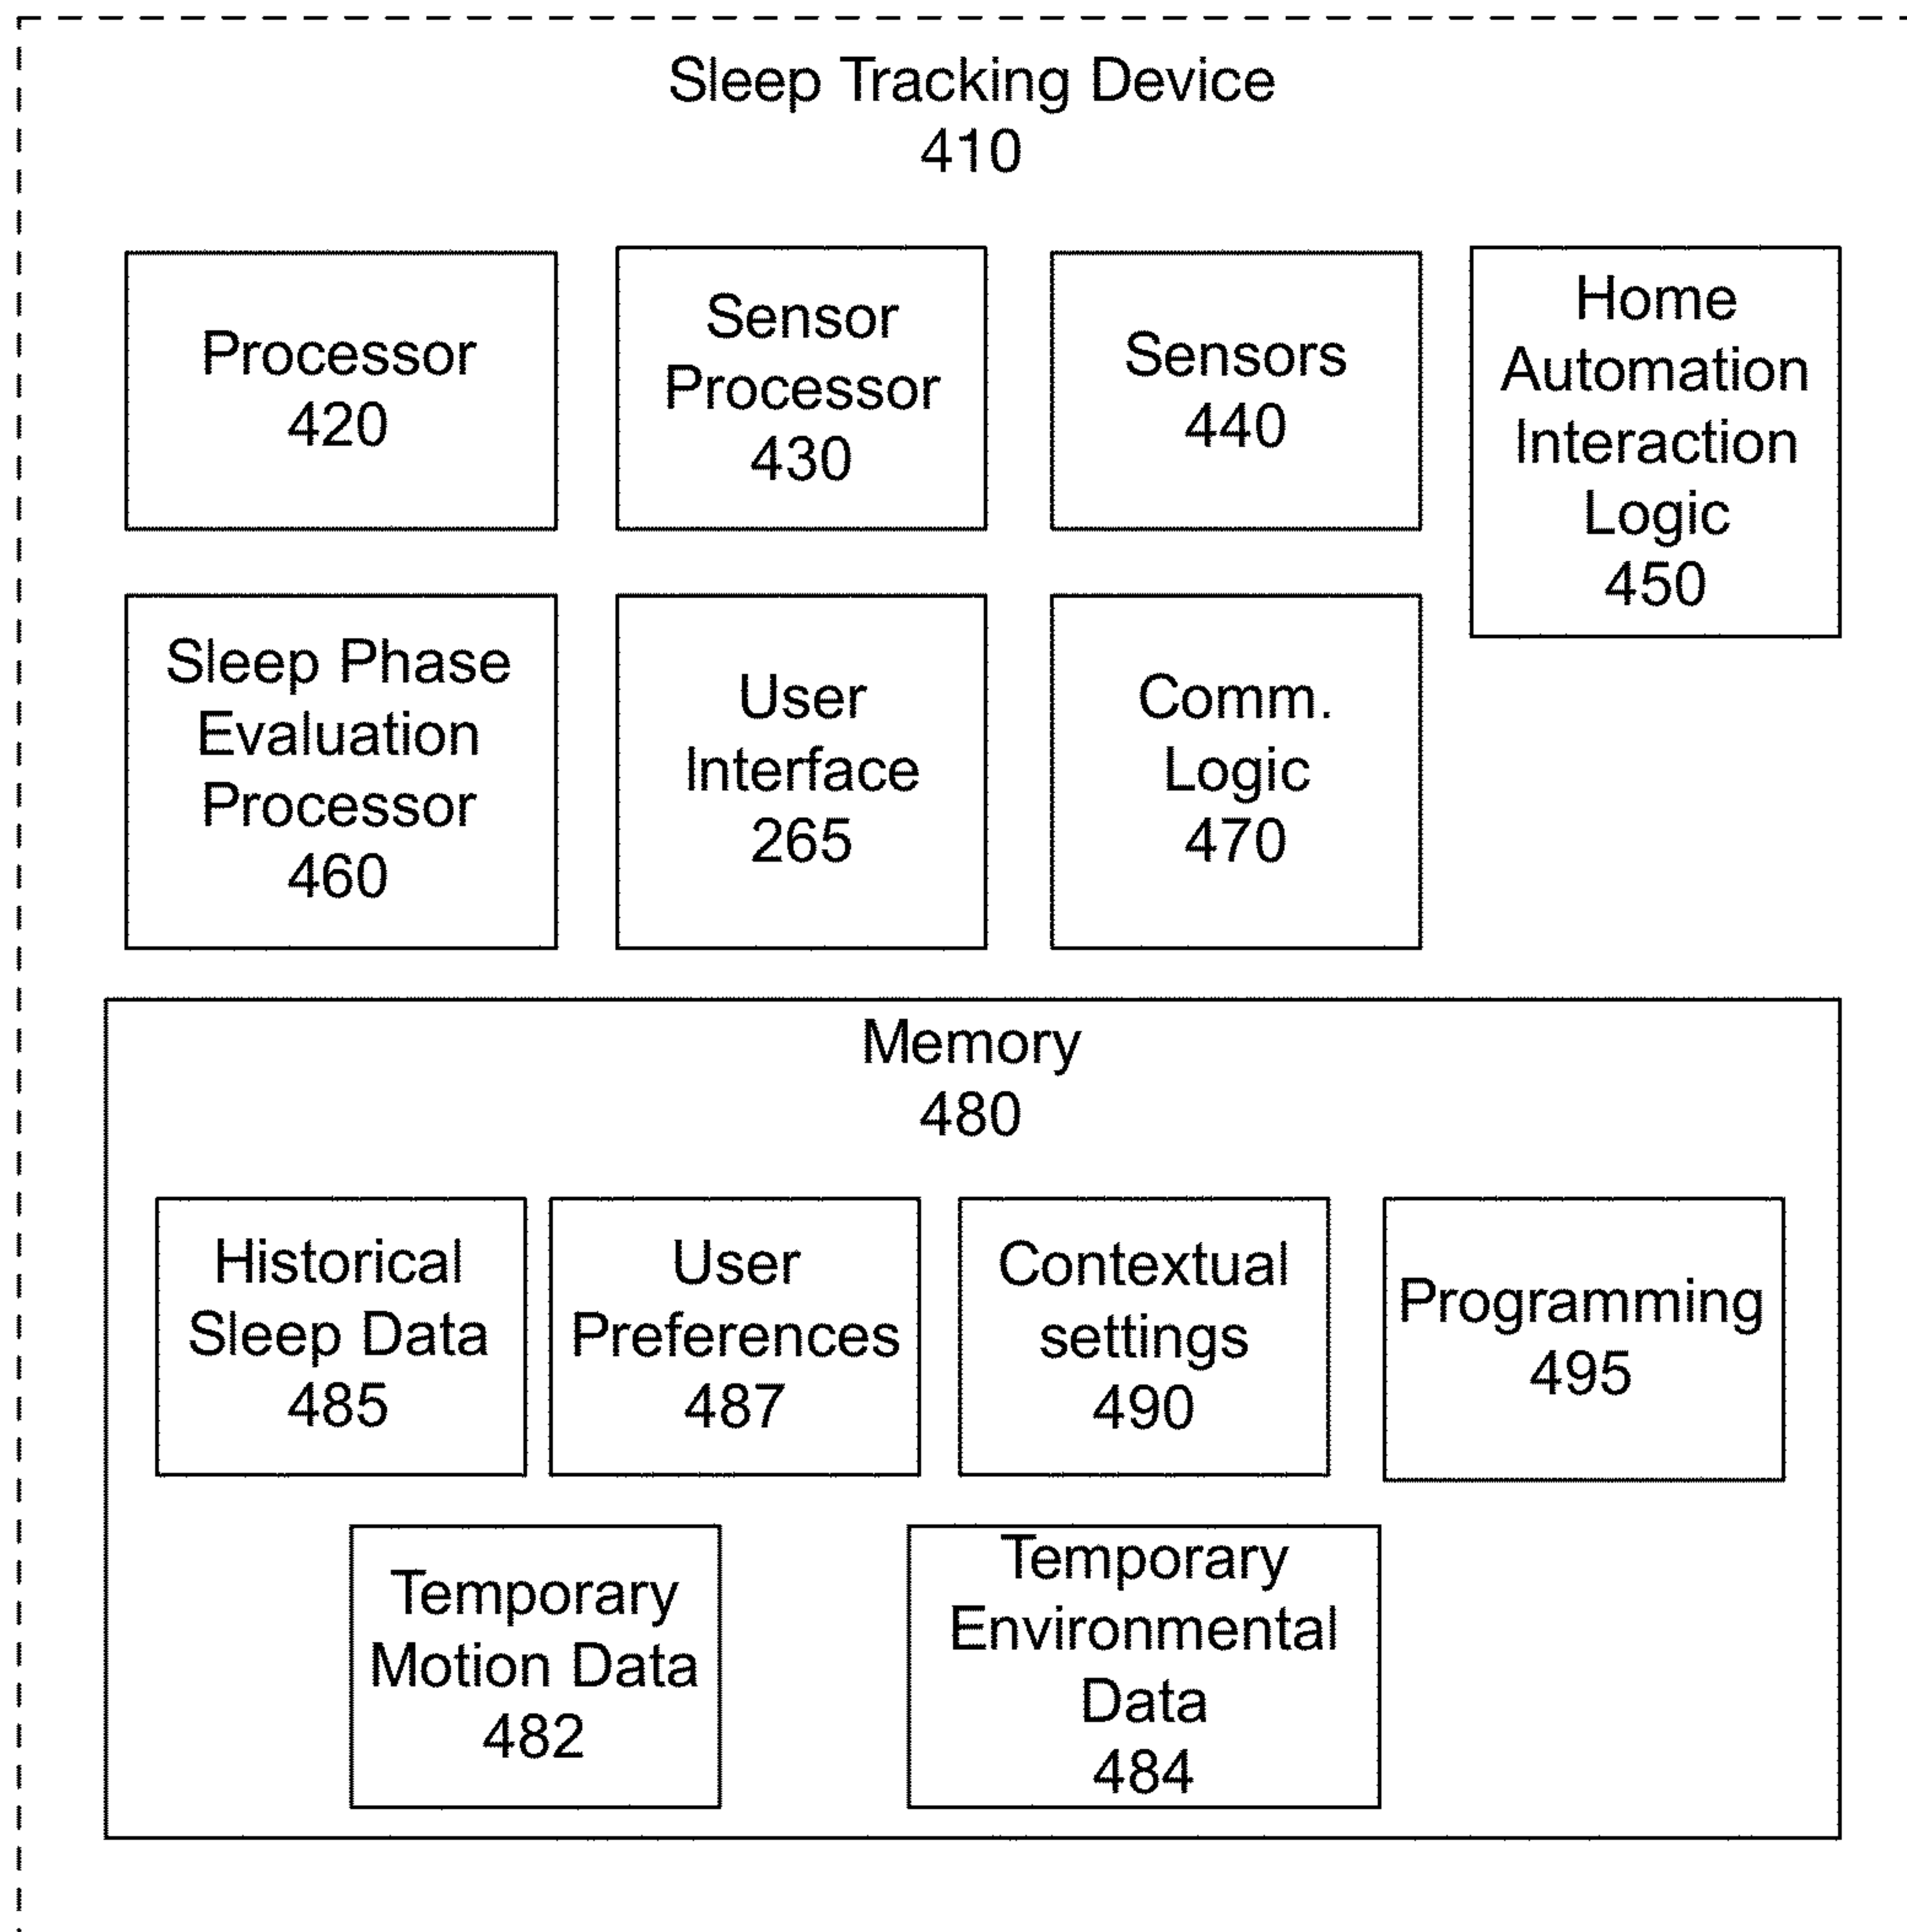 Sleep Tracking Device
410
Processor
420
Sensor
Processor
430
Sensors
440
Home
Automation
Interaction
Logic
450
Sleep Phase
Evaluation
Processor
460
User
Interface
265
Comm.
Logic
470
Memory
480
Historical
Sleep Data
485
User
Preferences
487
Contextual
settings
490
Programming
495
Temporary
Motion Data
482
Temporary
Environmental
Data
484